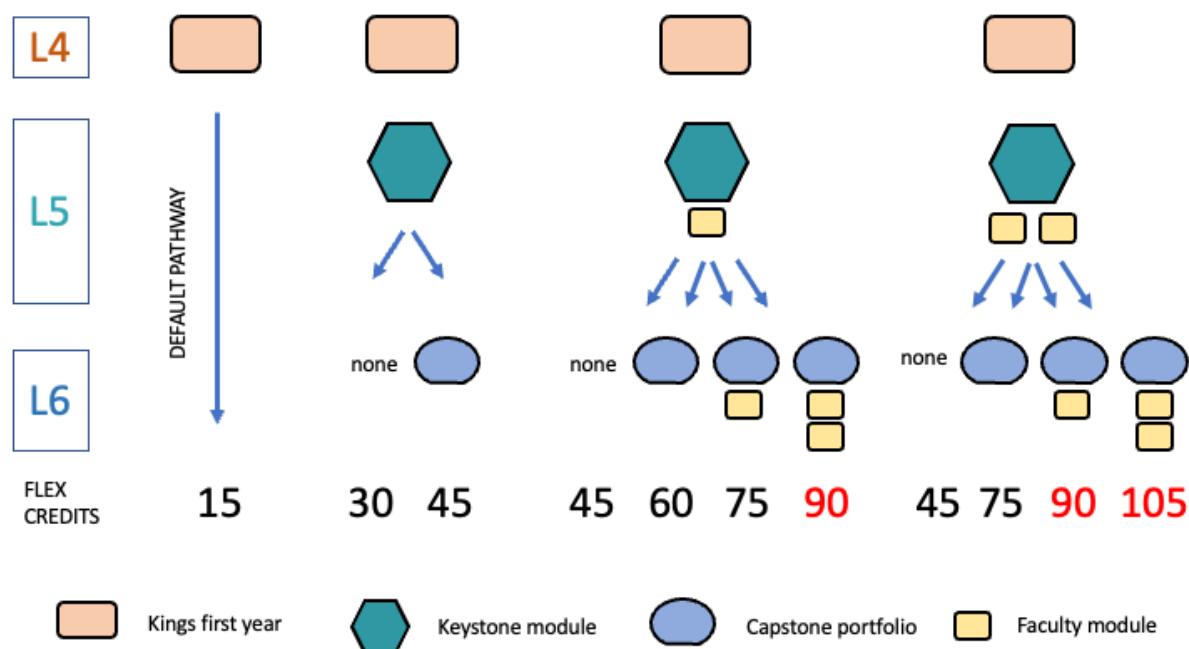 L4
L5
DEFAULT PATHWAY
L6
none
none
none
FLEX
CREDITS
15
30 45
45 60 75 90
45 75 90 105
Kings first year
Keystone module
Capstone portfolio
Faculty module